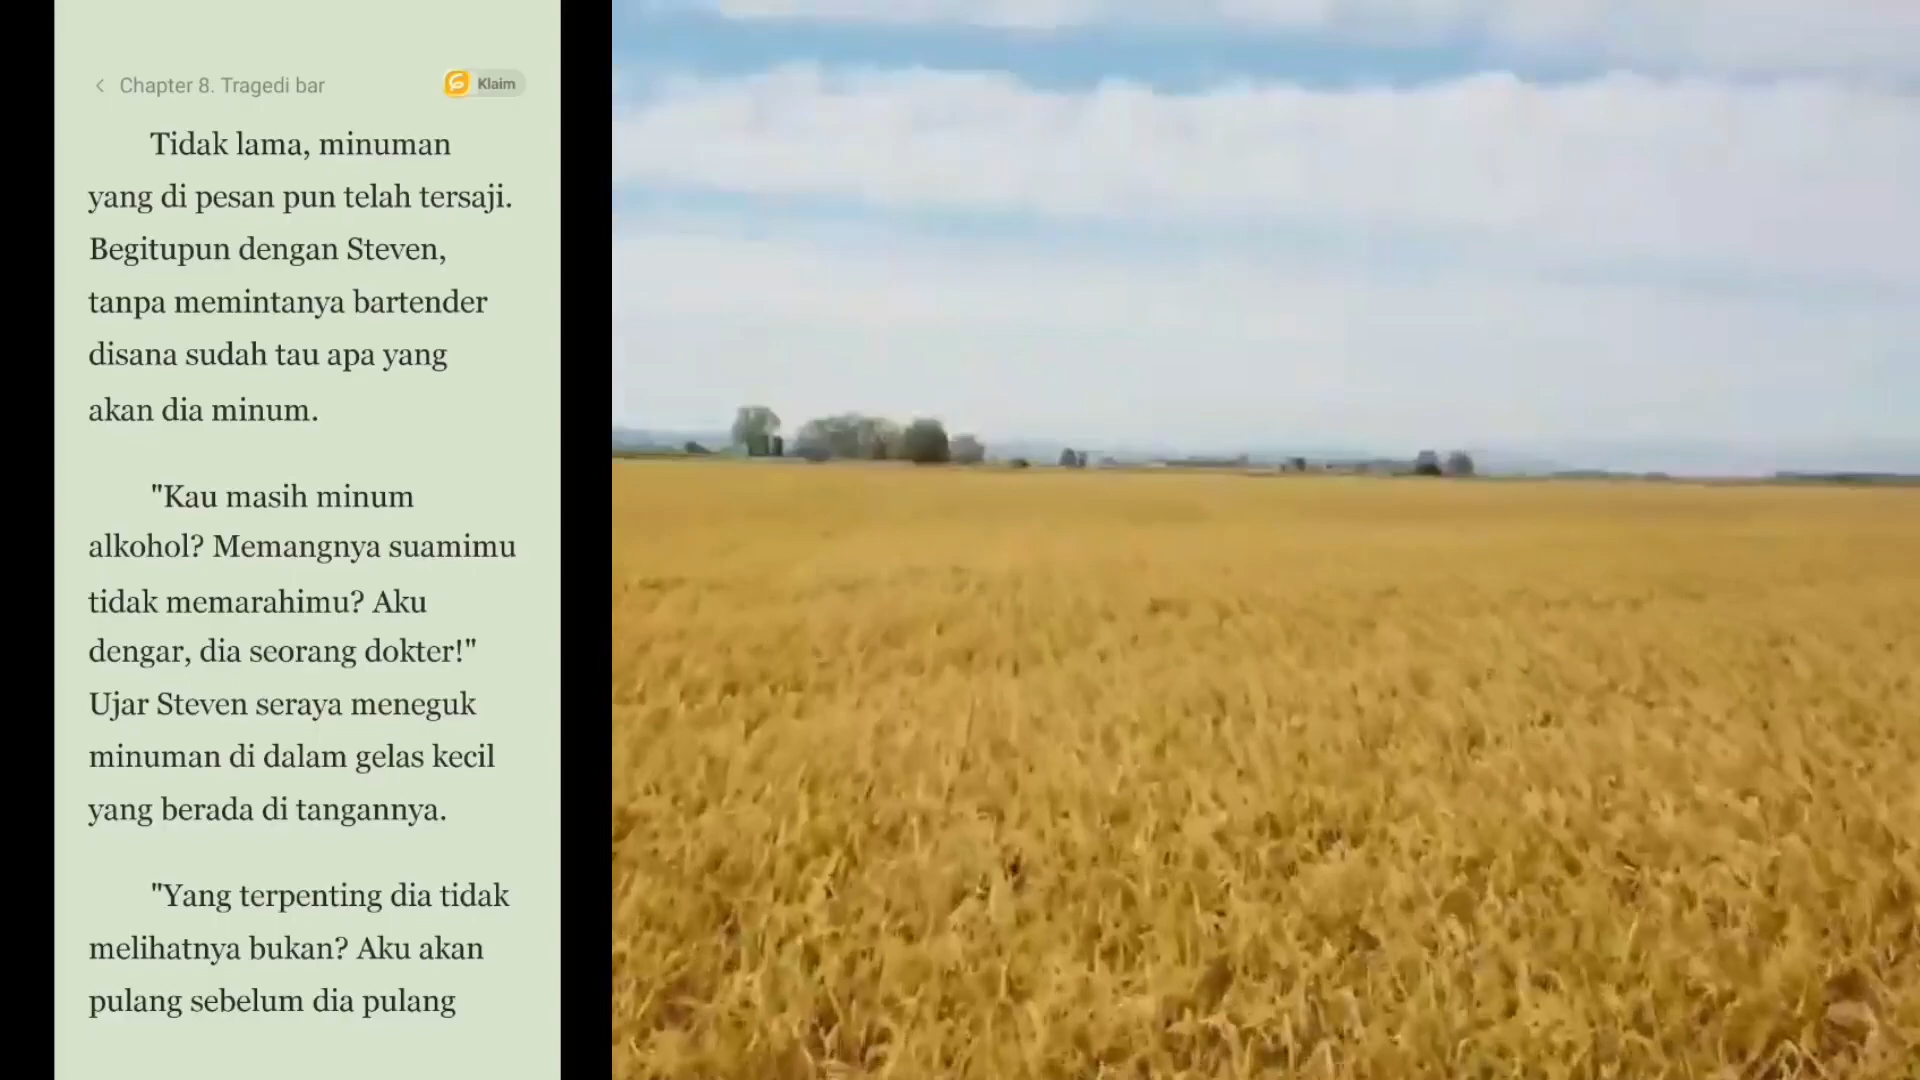 Chapter 8. Tragedi bar
Klaim
Tidak lama, minuman
yang di pesan pun telah tersaji.
Begitupun dengan Steven,
tanpa memintanya bartender
disana sudah tau apa yang
akan dia minum.
"Kau masih minum
alkohol? Memangnya suamimu
tidak memarahimu? Aku
dengar, dia seorang dokter!"
Ujar Steven seraya meneguk
minuman di dalam gelas kecil
yang berada di tangannya.
"Yang terpenting dia tidak
melihatnya bukan? Aku akan
pulang sebelum dia pulang